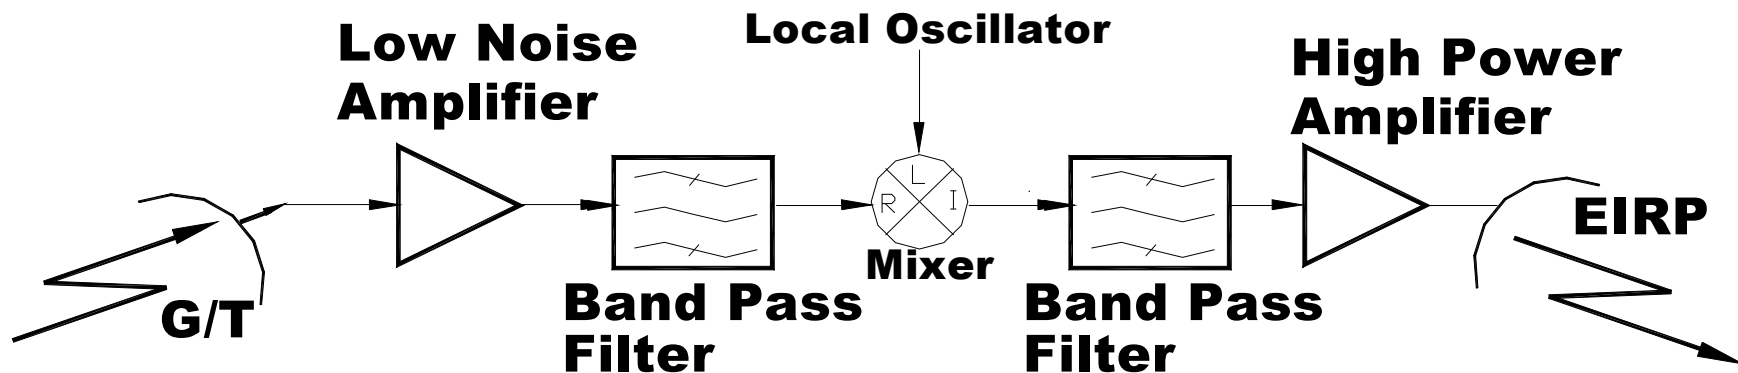 Low Noise
Amplifier
Local Oscillator
High Power
Amplifier
L
R
I
Mixer
G/T
EIRP
Band Pass
Filter
Band Pass
Filter